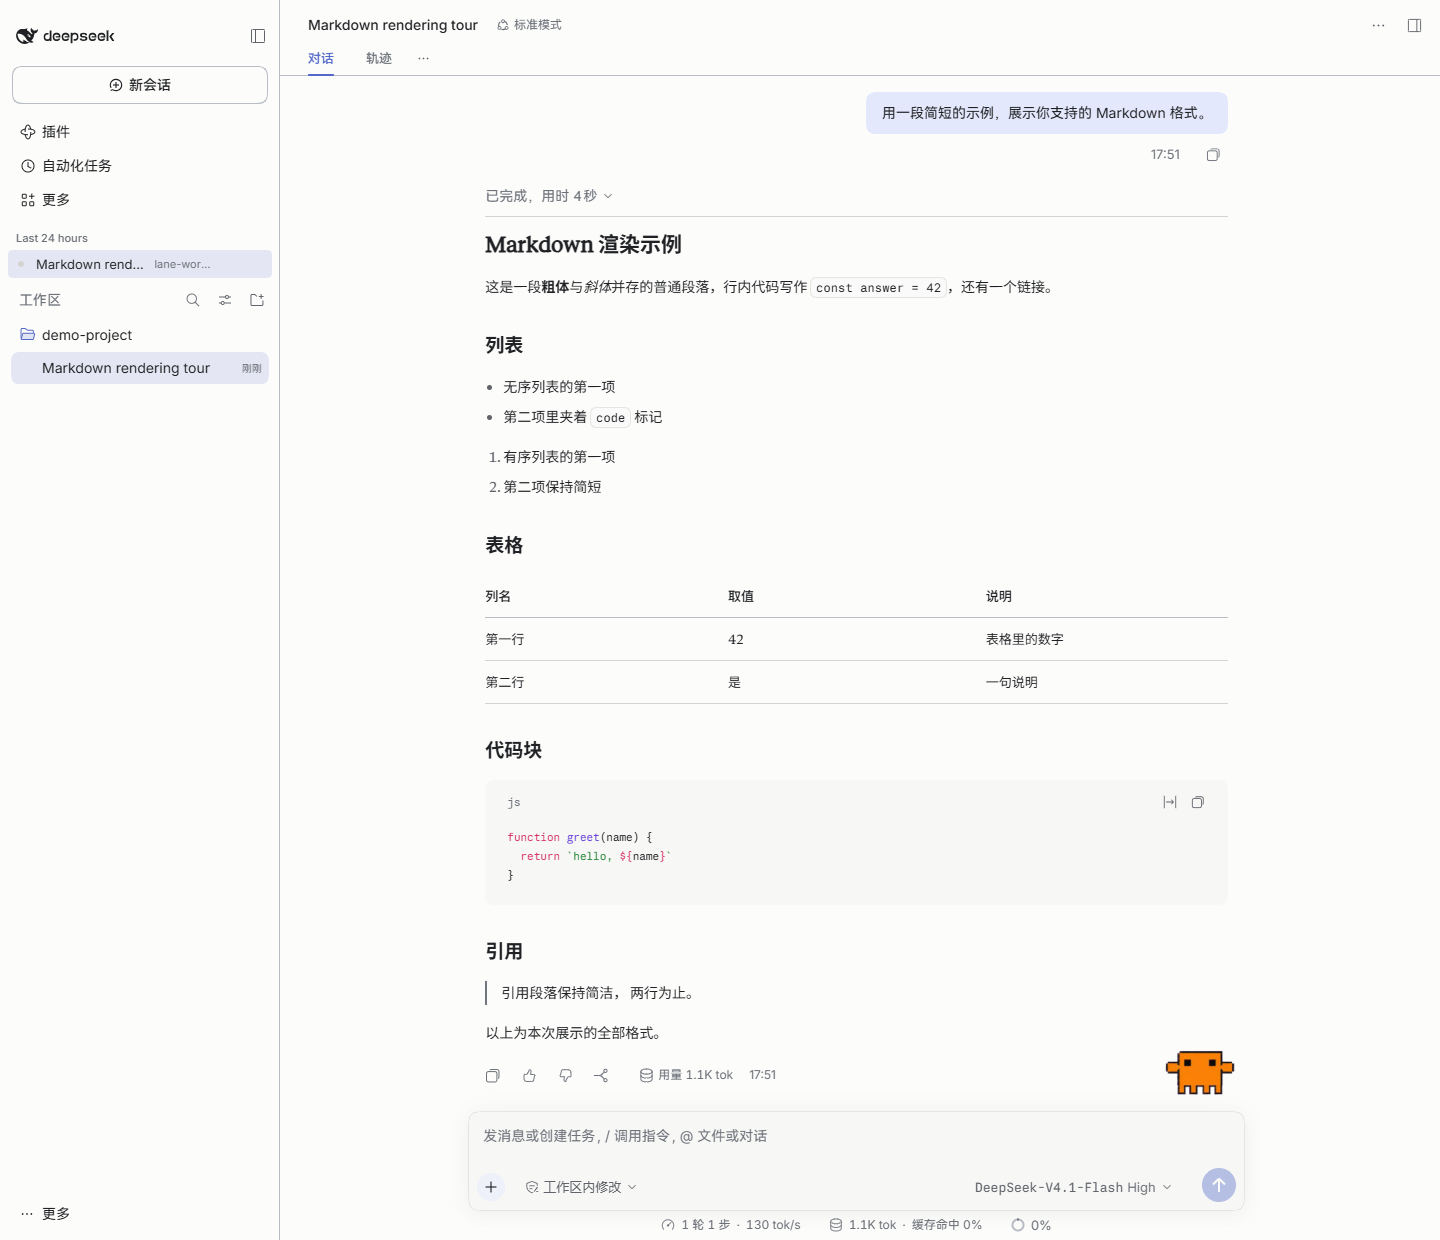 deepseek
新会话
插件
自动化任务
更多
Last 24 hours
Markdown rend... lane-wor...
工作区
demo-project
Markdown rendering tour 刚刚
更多
Markdown rendering tour 标准模式
对话 轨迹 ...
用一段简短的示例，展示你支持的 Markdown 格式。
17:51
已完成，用时 4秒
Markdown 渲染示例
这是一段粗体与斜体并存的普通段落，行内代码写作 const answer = 42，还有一个链接。
列表
• 无序列表的第一项
• 第二项里夹着 code 标记
1. 有序列表的第一项
2. 第二项保持简短
表格
列名 取值 说明
第一行 42 表格里的数字
第二行 是 一句说明
代码块
js
function greet(name) {
  return `hello, ${name}`
}
引用
引用段落保持简洁， 两行为止。
以上为本次展示的全部格式。
用量 1.1K tok 17:51
发消息或创建任务, / 调用指令, @ 文件或对话
工作区内修改 DeepSeek-V4.1-Flash High
1 轮 1 步 · 130 tok/s 1.1K tok · 缓存命中 0% 0%